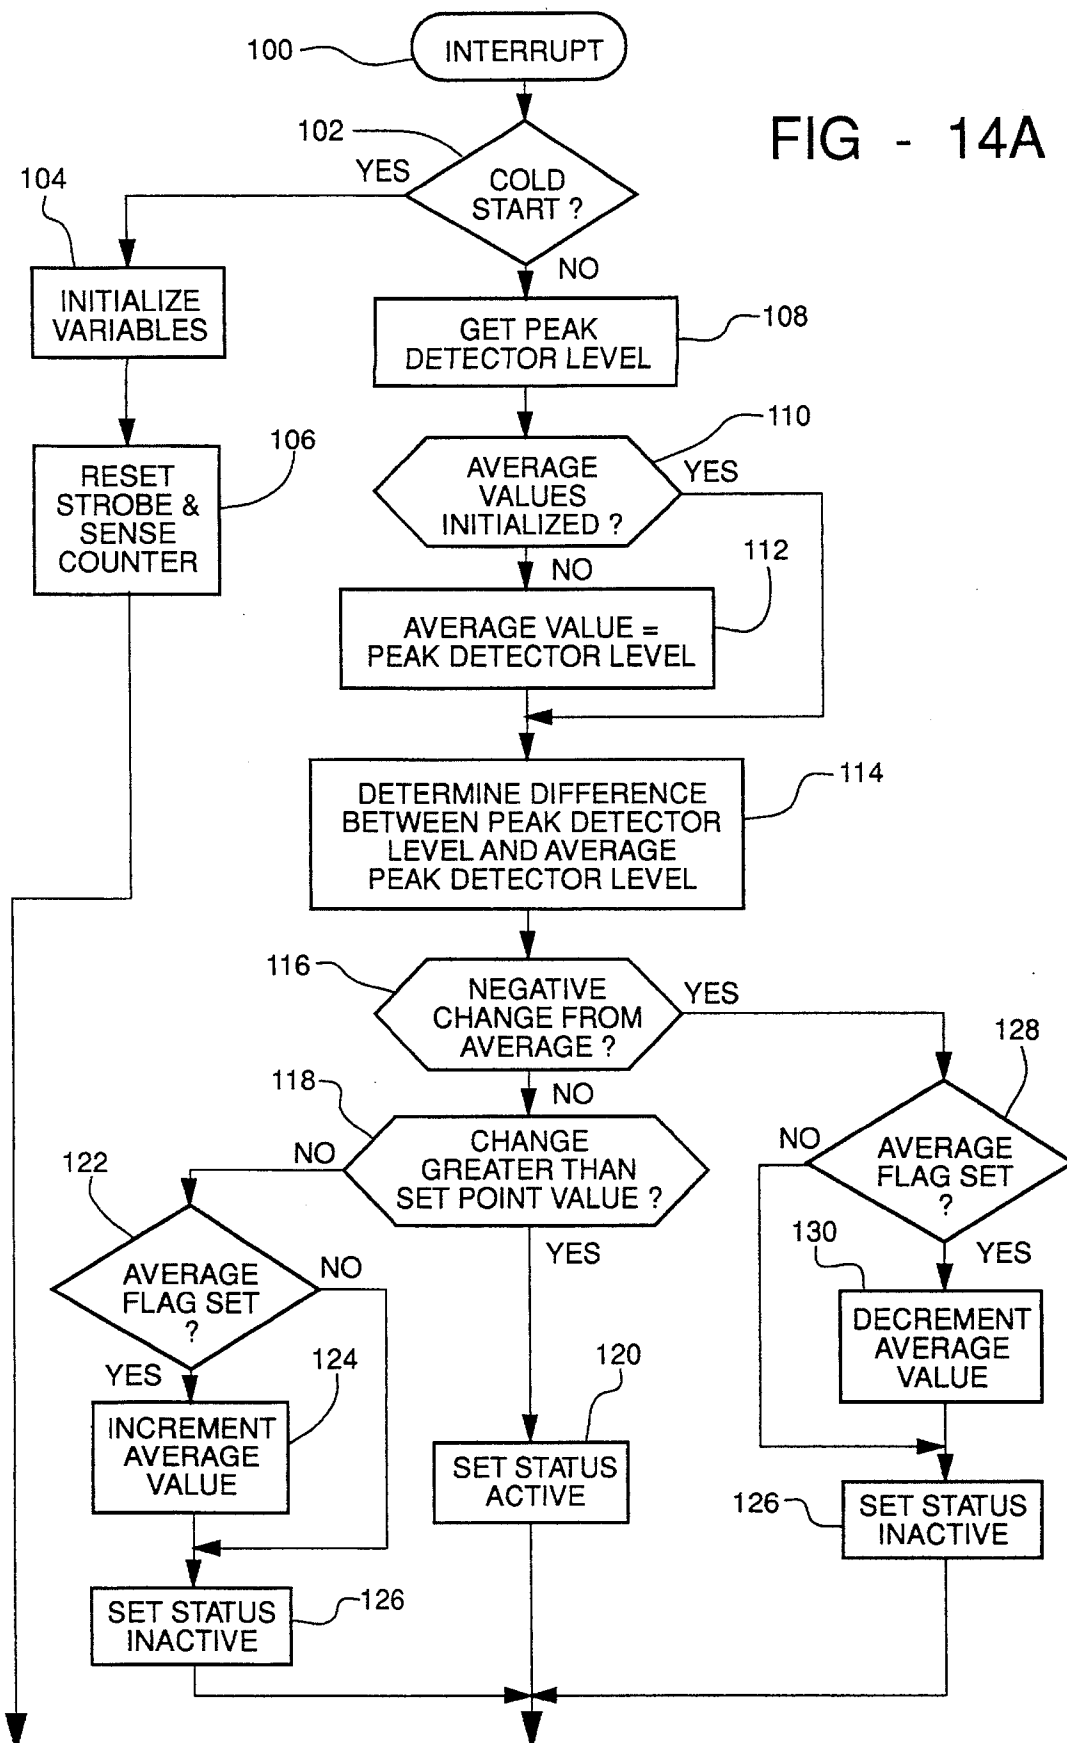 100
INTERRUPT
FIG - 14A
102
YES
COLD
START ?
104
NO
INITIALIZE
VARIABLES
GET PEAK
DETECTOR LEVEL
108
110
106
RESET
STROBE &
SENSE
COUNTER
AVERAGE
VALUES
INITIALIZED ?
YES
NO
112
AVERAGE VALUE =
PEAK DETECTOR LEVEL
114
DETERMINE DIFFERENCE
BETWEEN PEAK DETECTOR
LEVEL AND AVERAGE
PEAK DETECTOR LEVEL
116
NEGATIVE
CHANGE FROM
AVERAGE ?
YES
128
118
NO
CHANGE
GREATER THAN
SET POINT VALUE ?
NO
YES
NO
AVERAGE
FLAG SET
?
122
AVERAGE
FLAG SET
?
NO
YES
130
YES
DECREMENT
AVERAGE
VALUE
124
INCREMENT
AVERAGE
VALUE
120
SET STATUS
ACTIVE
126
SET STATUS
INACTIVE
SET STATUS
INACTIVE
126